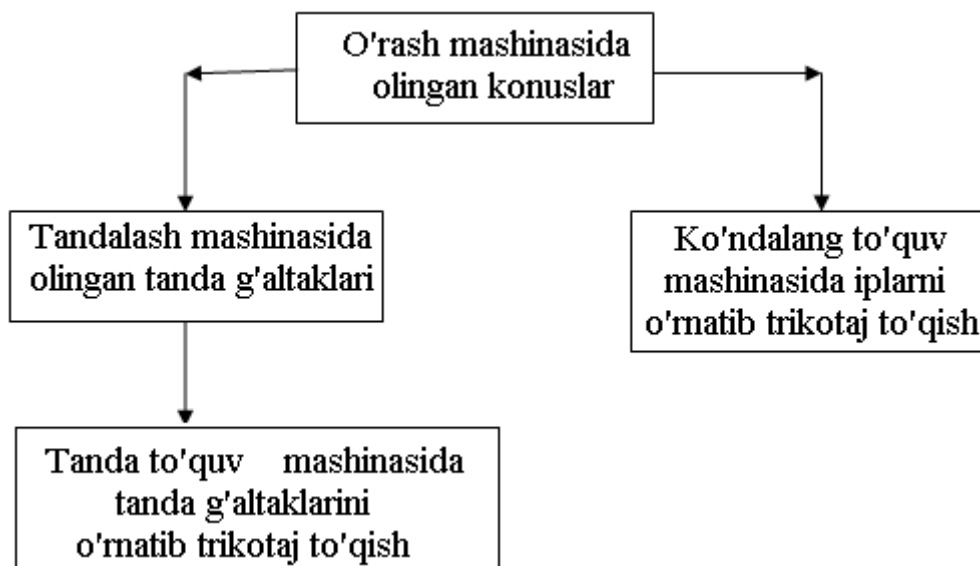 O'rash mashinasida
olingan konuslar
Tandalash mashinasida
olingan tanda g'altaklari
Ko'ndalang to'quv
mashinasida iplarni
o'rnatib trikotaj to'qish
Tanda to'quv mashinasida
tanda g'altaklarini
o'rnatib trikotaj to'qish